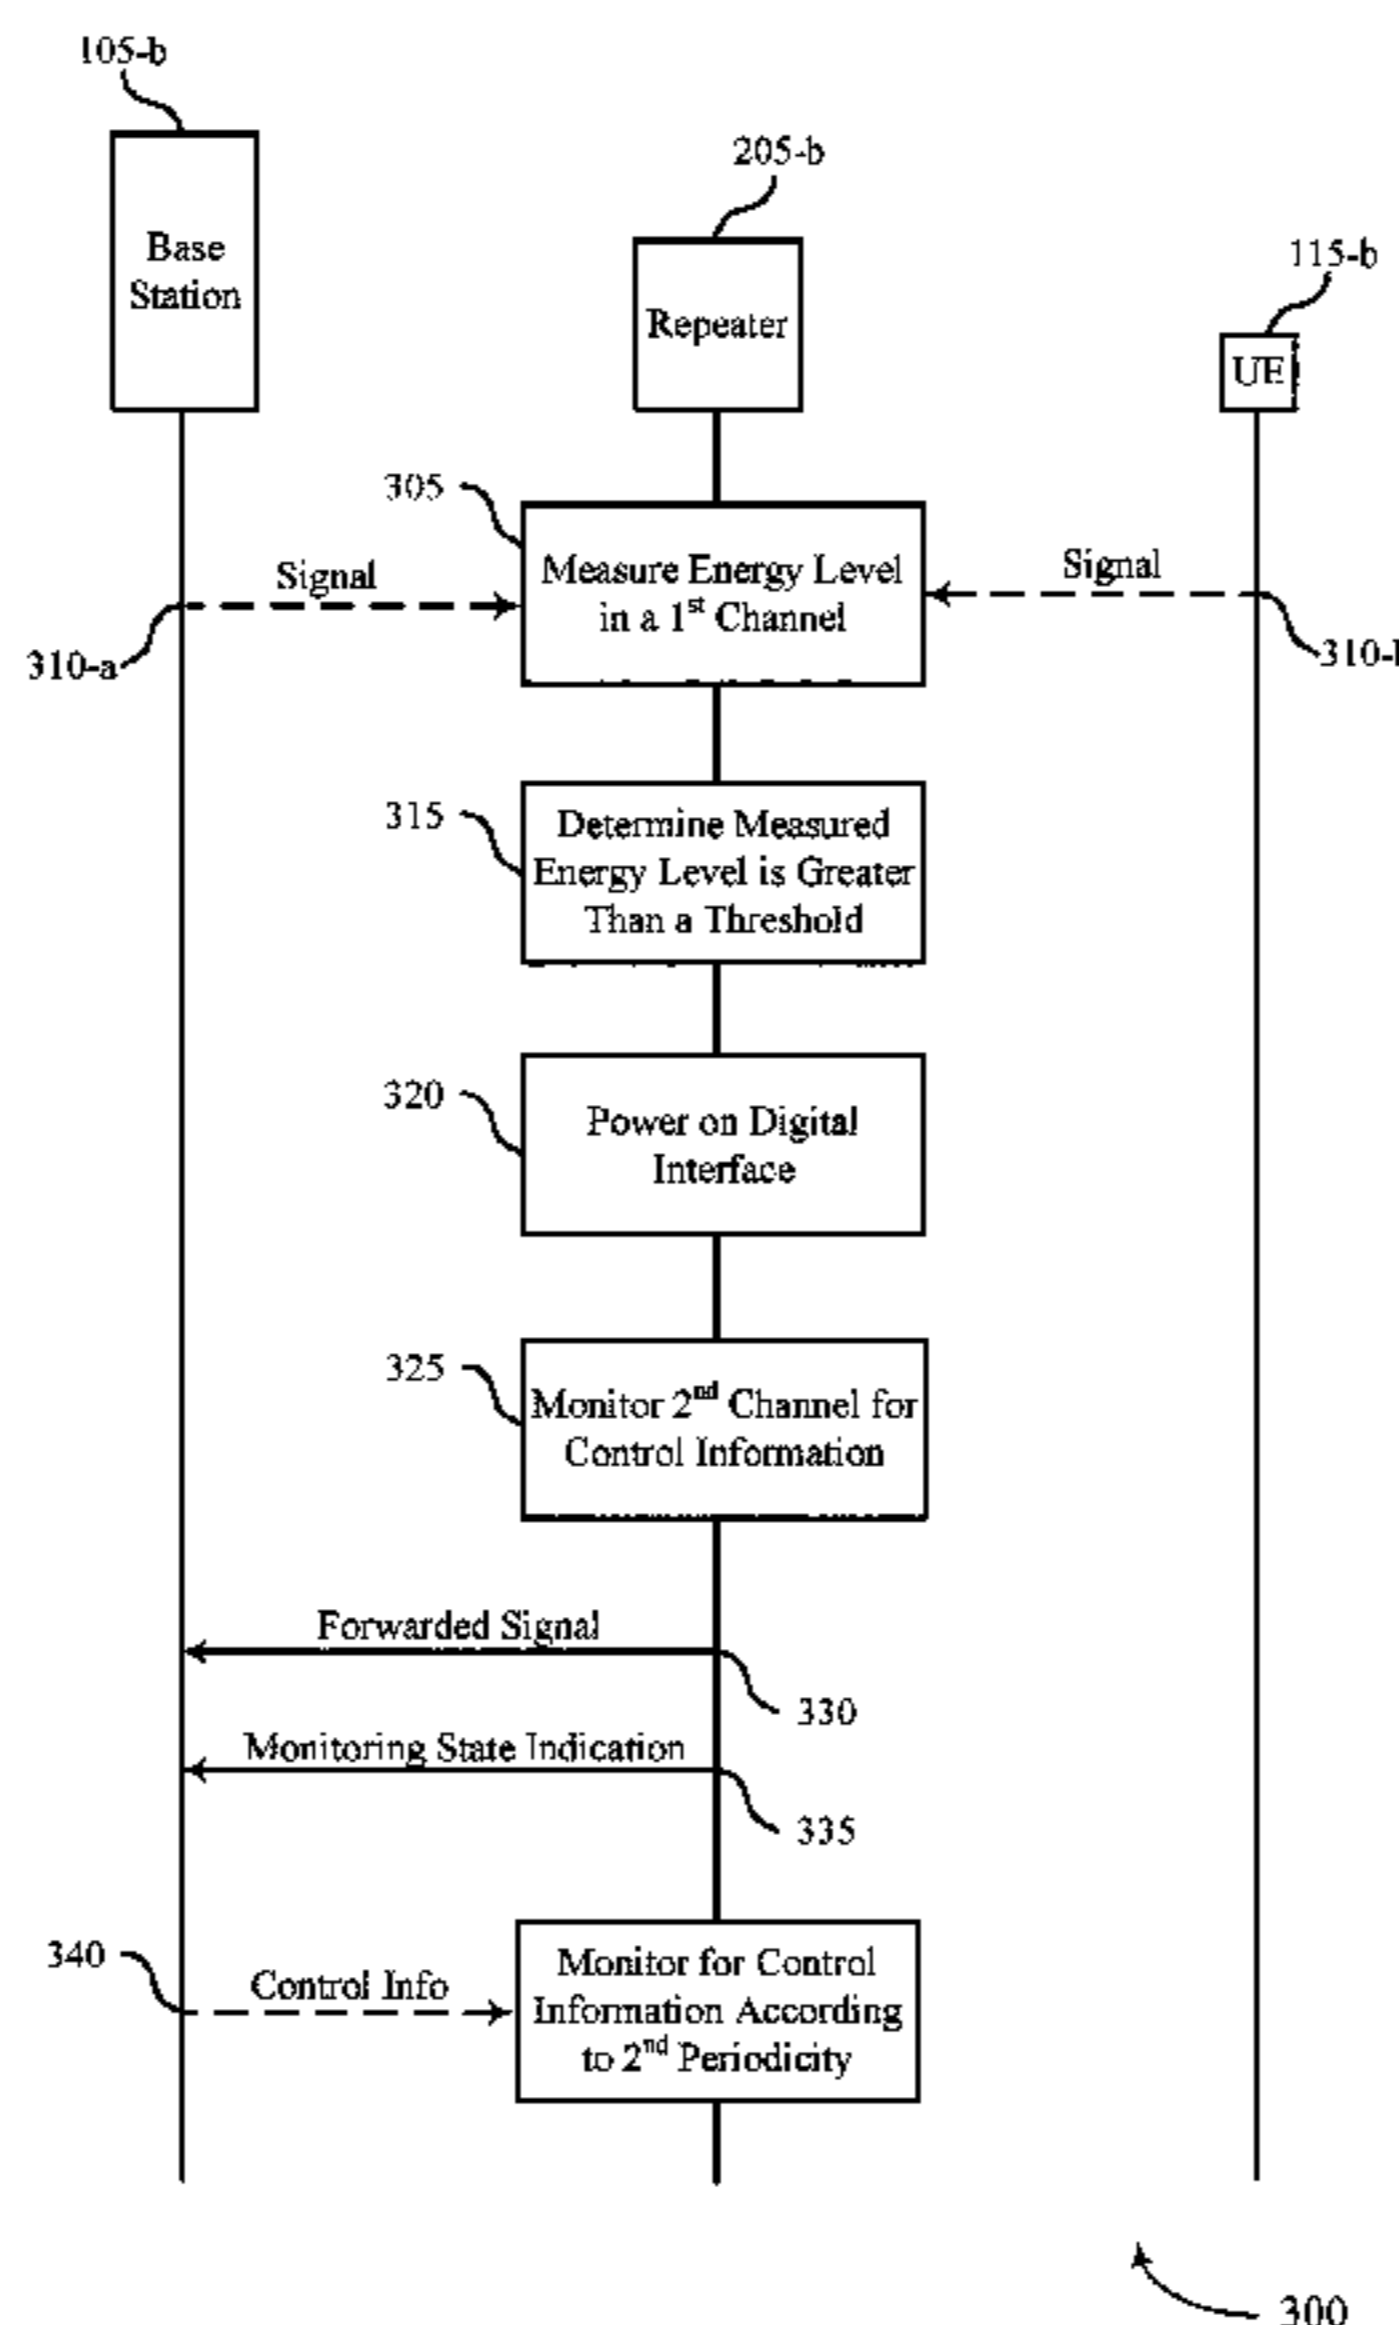 105-b
Base
Station
205-b
Repeater
115-b
UE
305
Measure Energy Level
in a 1st Channel
Signal
310-a
Signal
315
Determine Measured
Energy Level is Greater
Than a Threshold
320
Power on Digital
Interface
325
Monitor 2nd Channel for
Control Information
Forwarded Signal
330
Monitoring State Indication
335
340
Control Info
Monitor for Control
Information According
to 2nd Periodicity
300